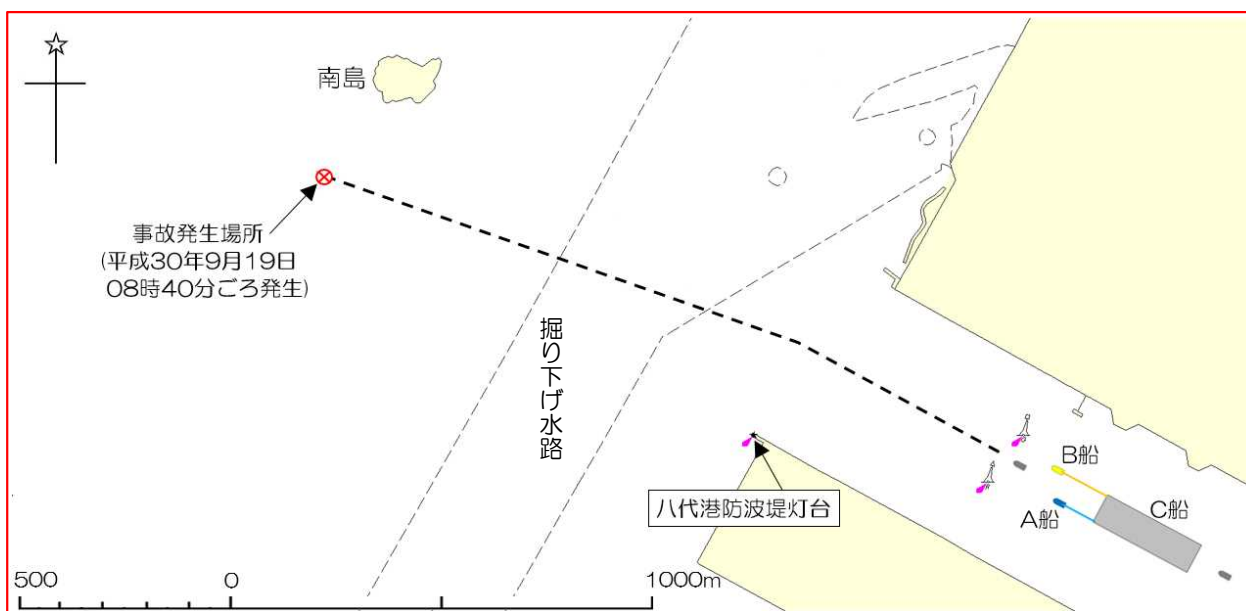 南島
事故発生場所
(平成30年9月19日
08時40分ごろ発生)
掘り下げ水路
B船
A船
C船
八代港防波堤灯台
500
0
1000m